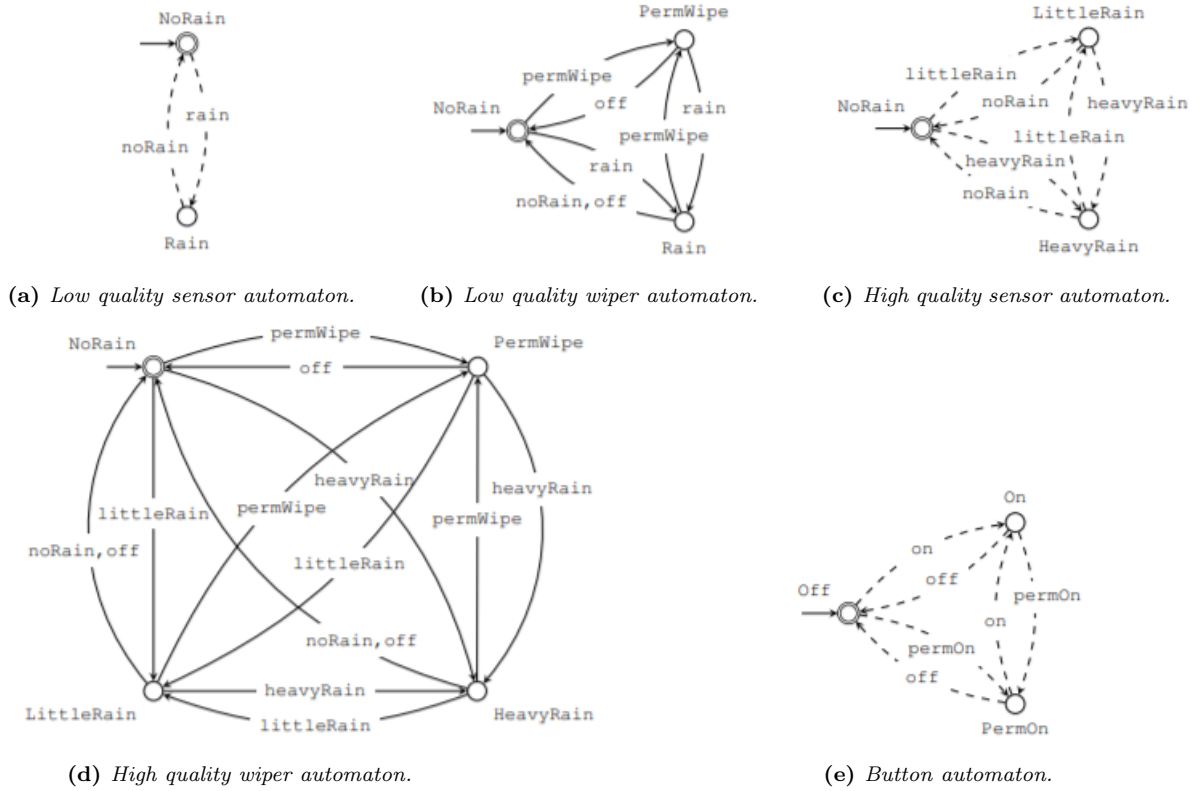 NoRain
rain
noRain
Rain
(a) Low quality sensor automaton.
PermWipe
permWipe
off
NoRain
rain
permWipe
rain
noRain,off
Rain
(b) Low quality wiper automaton.
LittleRain
littleRain
noRain
NoRain
heavyRain
littleRain
heavyRain
noRain
HeavyRain
(c) High quality sensor automaton.
permWipe
NoRain
PermWipe
off
heavyRain
heavyRain
permWipe
littleRain
permWipe
noRain,off
littleRain
noRain,off
heavyRain
LittleRain
HeavyRain
littleRain
(d) High quality wiper automaton.
On
on
off
Off
permOn
on
permOn
off
PermOn
(e) Button automaton.